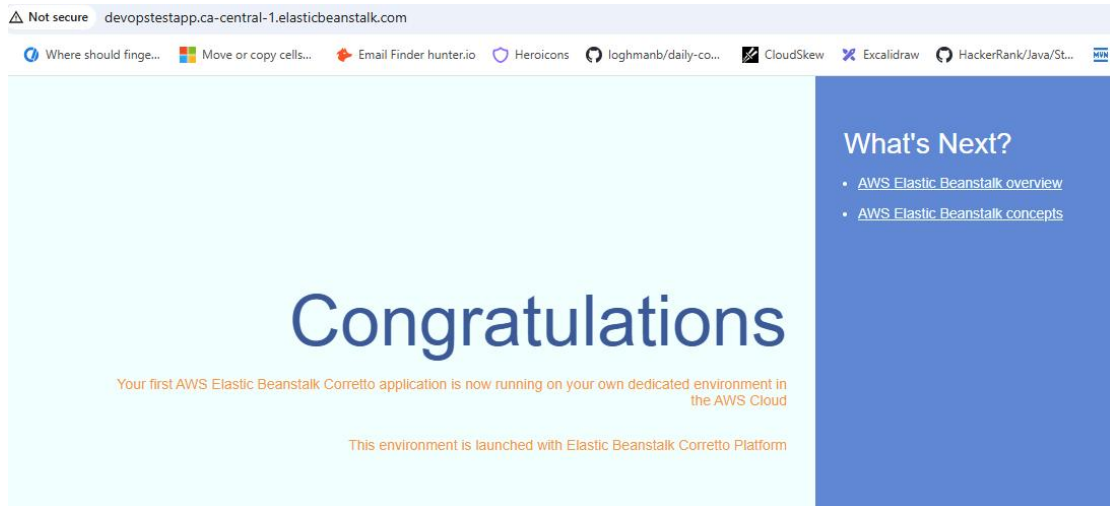 Not secure devopstestapp.ca-central-1.elasticbeanstalk.com
Where should finge... Move or copy cells... Email Finder hunter.io Heroicons loghmanb/daily-co... CloudSkew Excalidraw HackerRank/Java/St... MVN
What's Next?
• AWS Elastic Beanstalk overview
• AWS Elastic Beanstalk concepts
Congratulations
Your first AWS Elastic Beanstalk Corretto application is now running on your own dedicated environment in
the AWS Cloud
This environment is launched with Elastic Beanstalk Corretto Platform